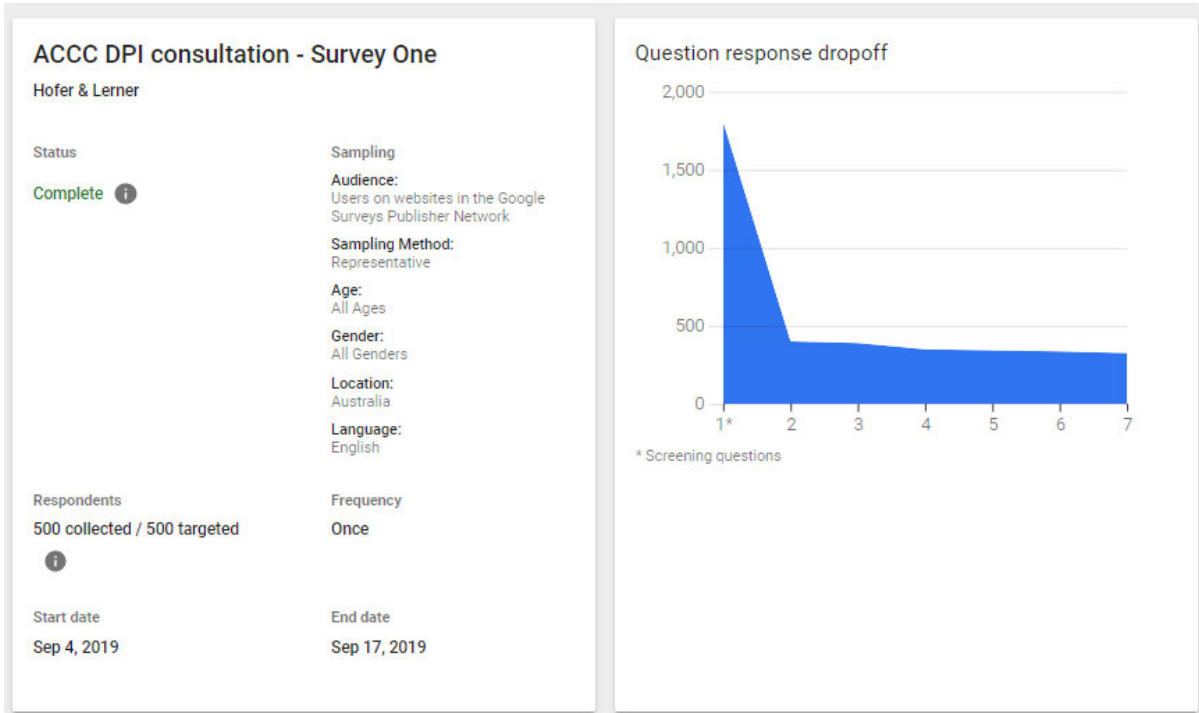 ACCC DPI consultation - Survey One
Hofer & Lerner
Status
Complete
Sampling
Audience:
Users on websites in the Google
Surveys Publisher Network
Sampling Method:
Representative
Age:
All Ages
Gender:
All Genders
Location:
Australia
Language:
English
Respondents
500 collected / 500 targeted
Frequency
Once
Start date
Sep 4, 2019
End date
Sep 17, 2019
Question response dropoff
2,000
1,500
1,000
500
0
1* 2 3 4 5 6 7
* Screening questions